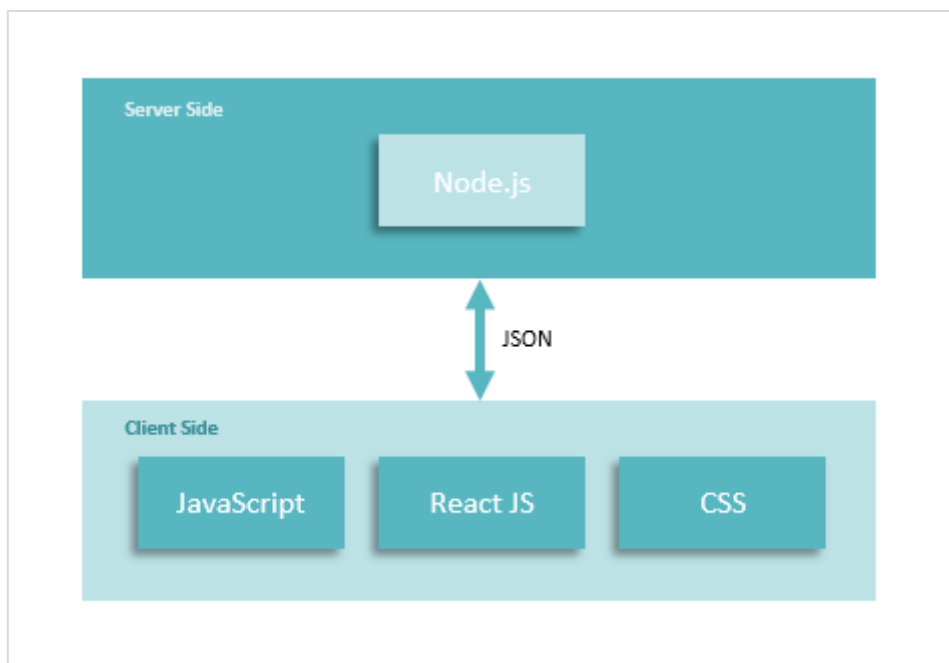 Server Side
Node.js
JSON
Client Side
JavaScript
React JS
CSS